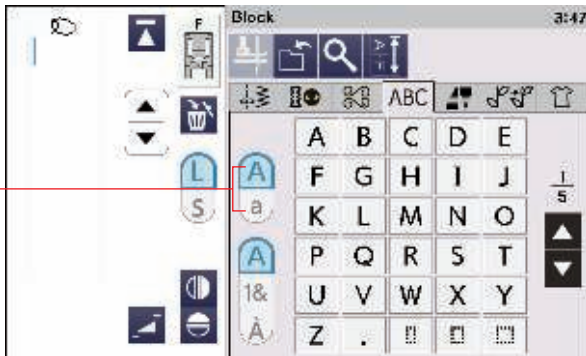 F
Block
3:47
ABC
A B C D E
F G H I J
K L M N O
P Q R S T
U V W X Y
Z .
L
S
A
a
A
1&
À
1
5